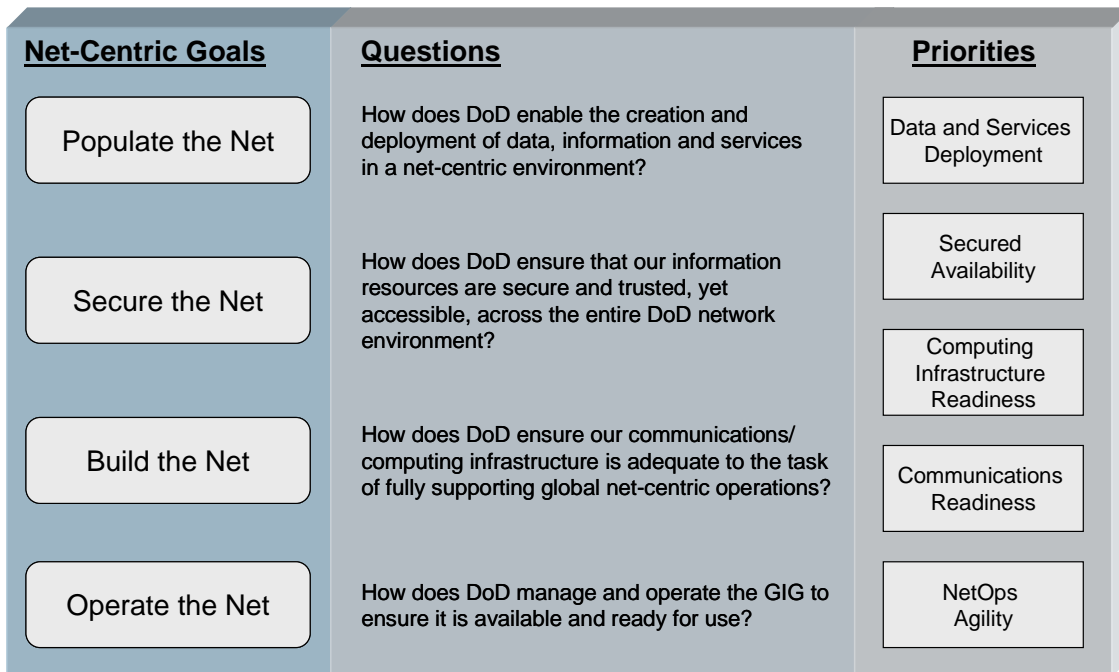 Net-Centric Goals
Questions
Priorities
Populate the Net
How does DoD enable the creation and
deployment of data, information and services
in a net-centric environment?
Data and Services
Deployment
Secured
Availability
Secure the Net
How does DoD ensure that our information
resources are secure and trusted, yet
accessible, across the entire DoD network
environment?
Computing
Infrastructure
Readiness
Build the Net
How does DoD ensure our communications/
computing infrastructure is adequate to the task
of fully supporting global net-centric operations?
Communications
Readiness
Operate the Net
How does DoD manage and operate the GIG to
ensure it is available and ready for use?
NetOps
Agility